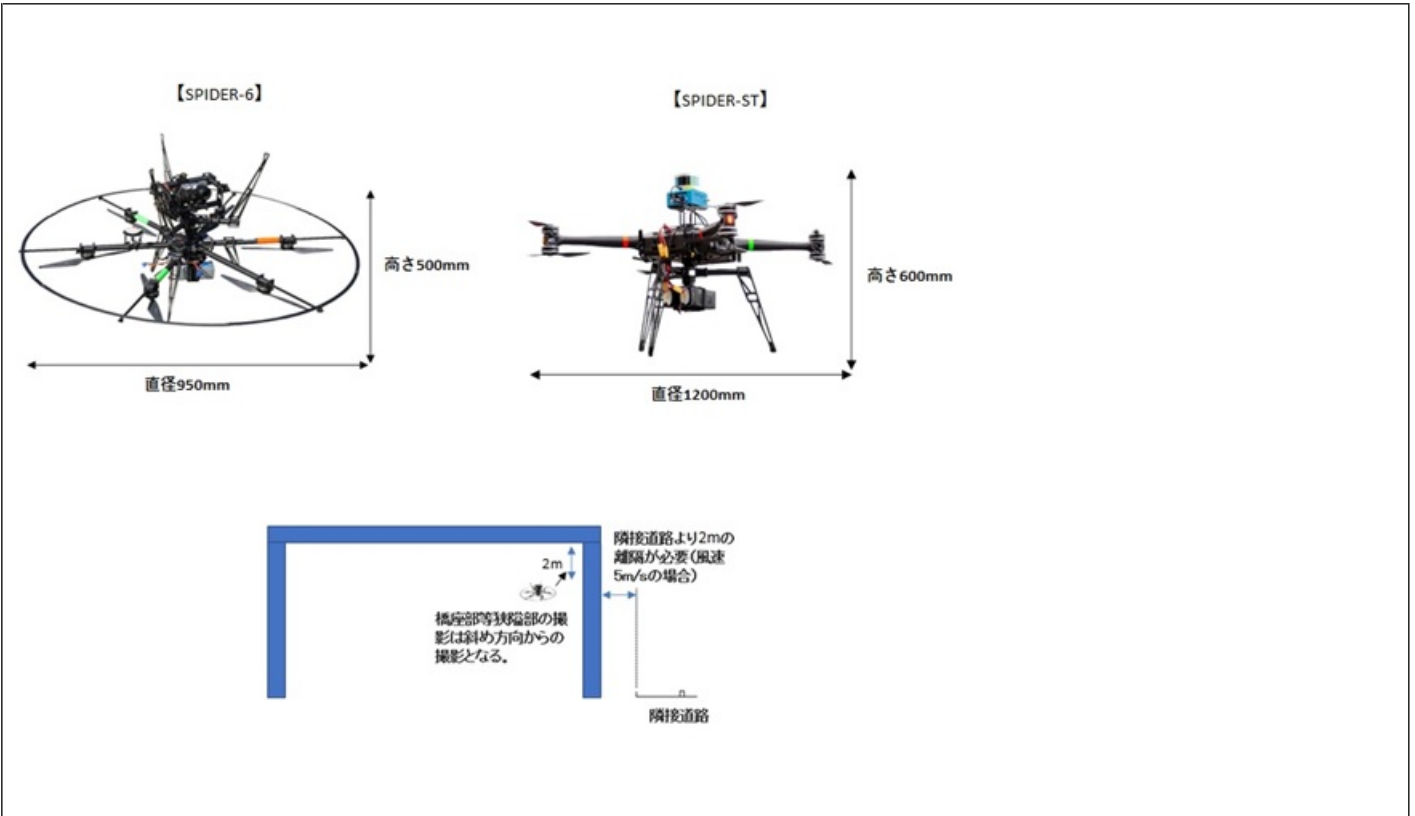 【SPIDER-6】
【SPIDER-ST】
高さ500mm
高さ600mm
直径950mm
直径1200mm
隣接道路より2mの
離隔が必要（風速
5m/sの場合）
2m
橋座部等狭隘部の撮
影は斜め方向からの
撮影となる。
隣接道路